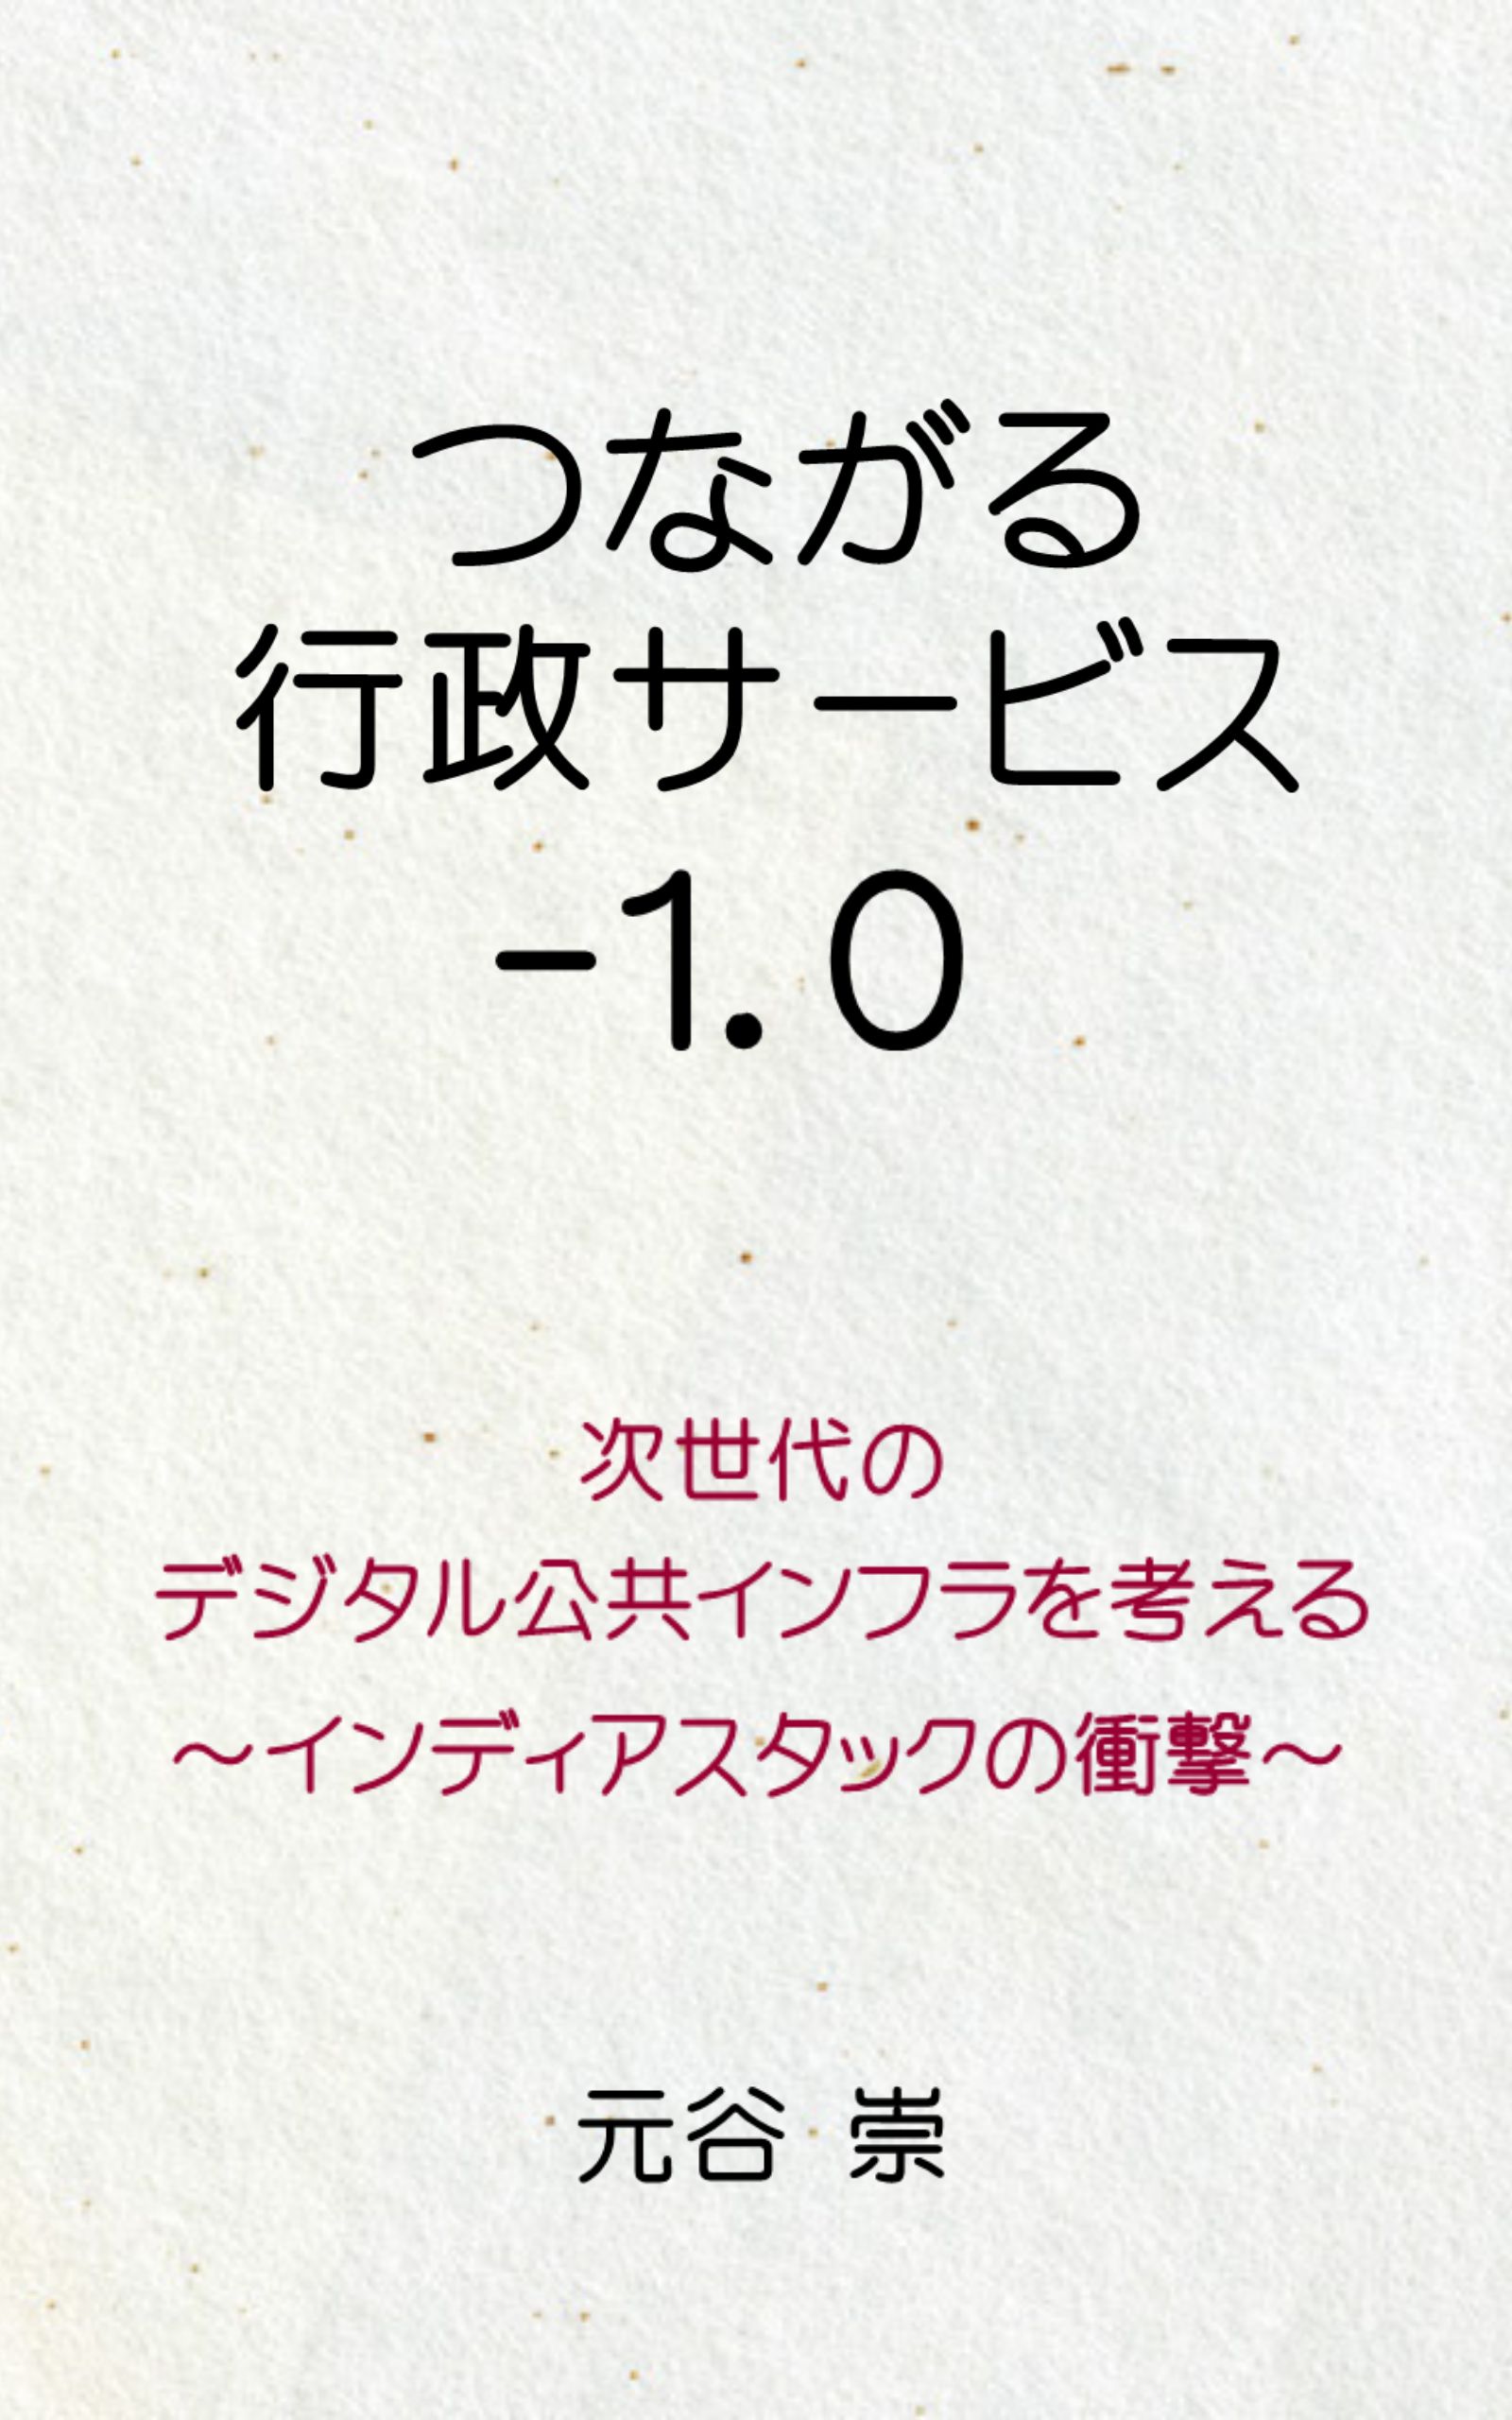 つながる
行政サービス
-1.0
次世代の
デジタル公共インフラを考える
～インディアスタックの衝撃～
元谷 崇